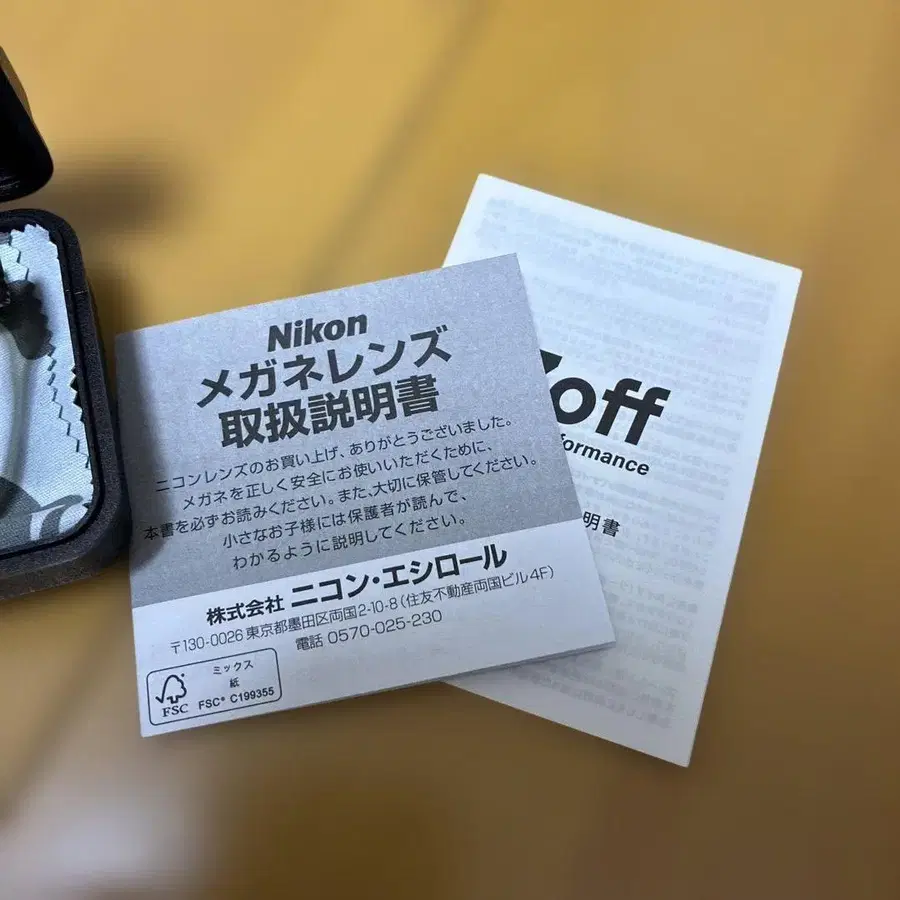 Nikon
メガネレンズ
取扱説明書
ニコンレンズのお買い上げ、ありがとうございました。
メガネを正しく安全にお使いいただくために、
本書を必ずお読みください。また、大切に保管してください。
小さなお子様には保護者が読んで、
わかるように説明してください。
株式会社 ニコン・エシロール
〒130-0026 東京都墨田区両国2-10-8(住友不動産両国ビル4F)
電話 0570-025-230
ミックス
紙
FSC
FSC® C199355
Zoff
formance
明書